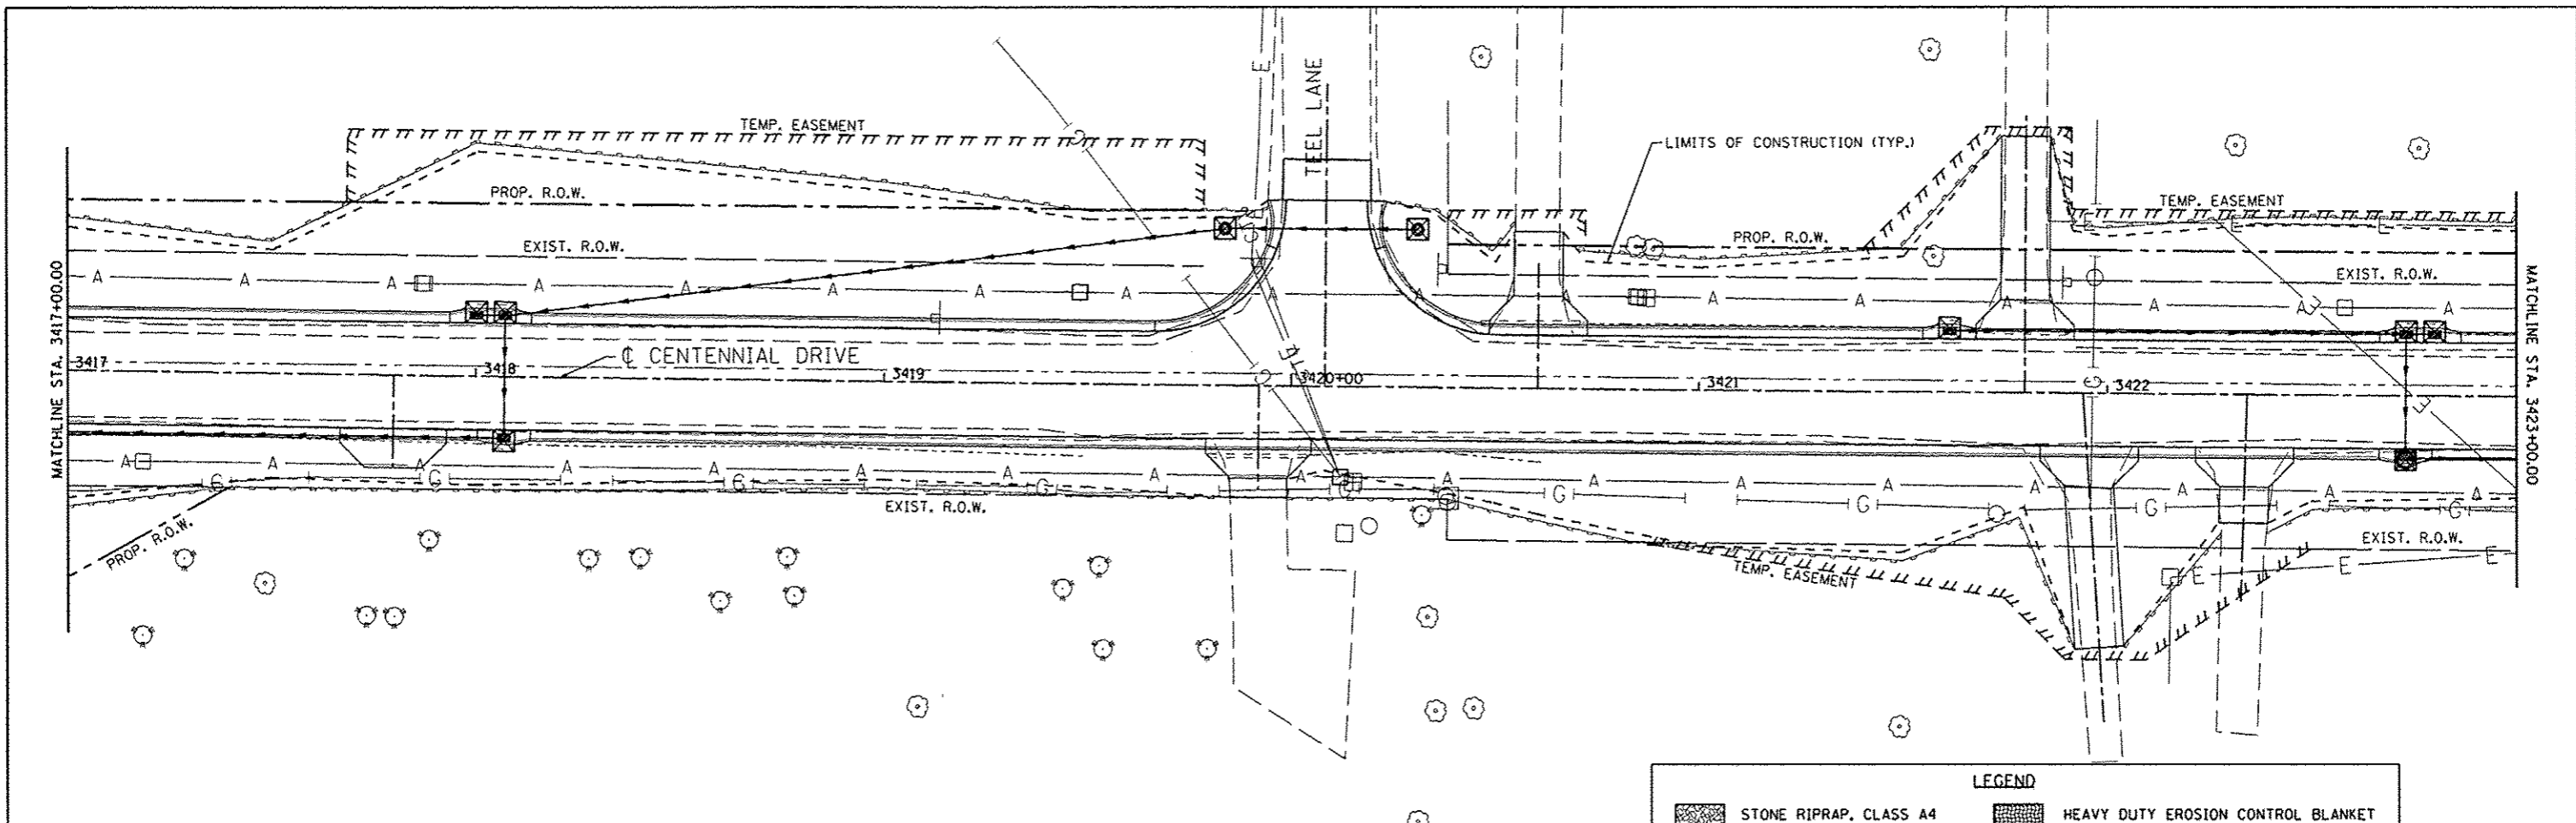 TEEL LANE
TEMP. EASEMENT
LIMITS OF CONSTRUCTION (TYP.)
PROP. R.O.W.
TEMP. EASEMENT
EXIST. R.O.W.
PROP. R.O.W.
EXIST. R.O.W.
MATCHLINE STA. 3417+00.00
MATCHLINE STA. 3423+00.00
E
E E
A A A A A A A A A A A A A A A A
3417
3418
℄ CENTENNIAL DRIVE
3419
3420+00
3421
3422
A A A A A A A A A A A A A A A A A
G G G G G G G G G
EXIST. R.O.W.
PROP. R.O.W.
EXIST. R.O.W.
TEMP. EASEMENT
E E E
LEGEND
STONE RIPRAP, CLASS A4
HEAVY DUTY EROSION CONTROL BLANKET